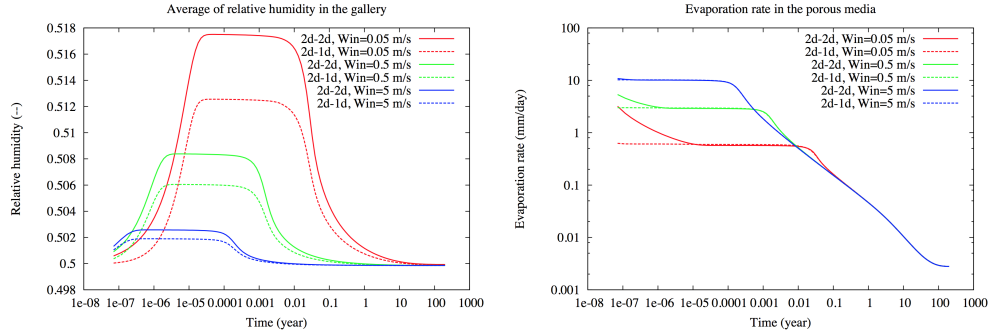 Average of relative humidity in the gallery
Relative humidity (--)
0.518
0.516
0.514
0.512
0.51
0.508
0.506
0.504
0.502
0.5
0.498
2d-2d, Win=0.05 m/s
2d-1d, Win=0.05 m/s
2d-2d, Win=0.5 m/s
2d-1d, Win=0.5 m/s
2d-2d, Win=5 m/s
2d-1d, Win=5 m/s
1e-08 1e-07 1e-06 1e-05 0.0001 0.001 0.01 0.1 1 10 100 1000
Time (year)
Evaporation rate in the porous media
Evaporation rate (mm/day)
100
10
1
0.1
0.01
0.001
2d-2d, Win=0.05 m/s
2d-1d, Win=0.05 m/s
2d-2d, Win=0.5 m/s
2d-1d, Win=0.5 m/s
2d-2d, Win=5 m/s
2d-1d, Win=5 m/s
1e-08 1e-07 1e-06 1e-05 0.0001 0.001 0.01 0.1 1 10 100 1000
Time (year)